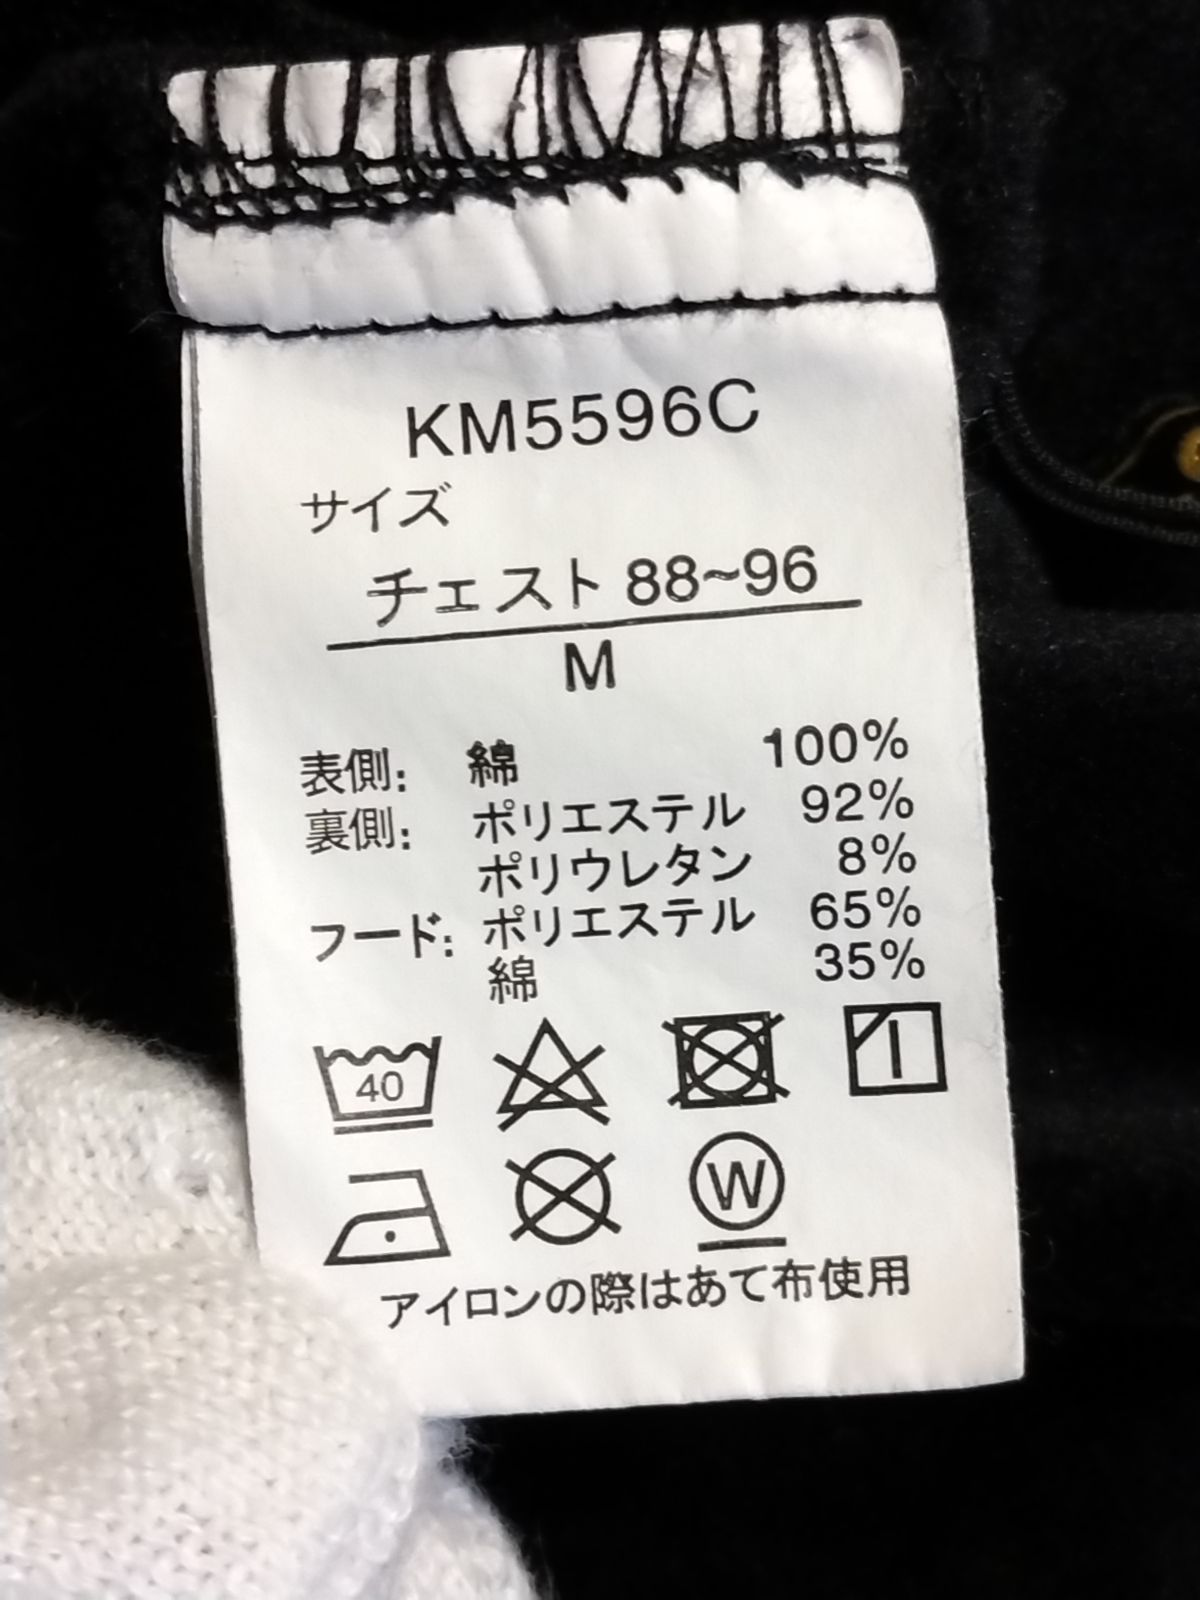 KM5596C
サイズ
チェスト 88~96
M
表側: 綿 100%
裏側: ポリエステル 92%
ポリウレタン 8%
フード: ポリエステル 65%
綿 35%
40
W
アイロンの際はあて布使用